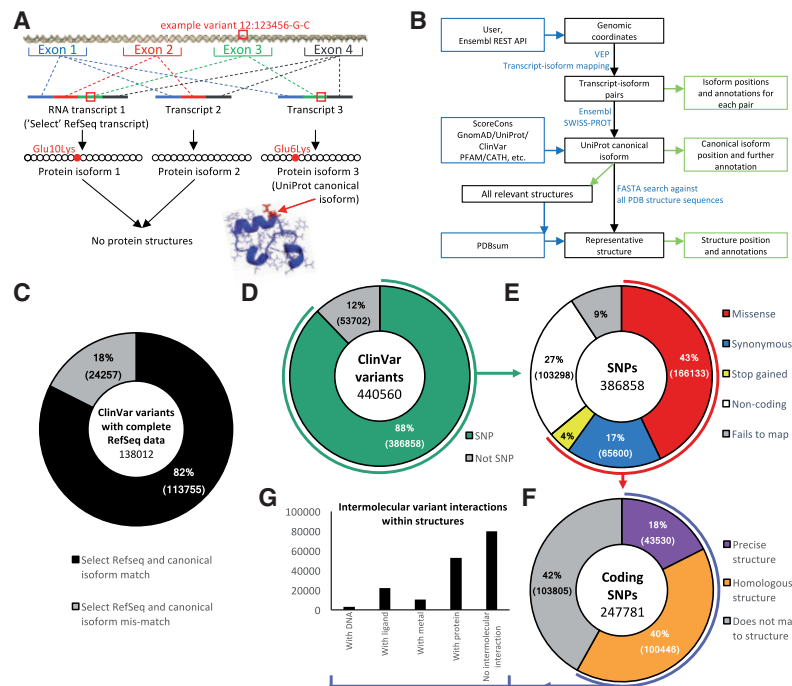 A
example variant 12:123456-G-C
Exon 1
Exon 2
Exon 3
Exon 4
RNA transcript 1
('Select' RefSeq transcript)
Transcript 2
Transcript 3
Glu10Lys
Glu6Lys
Protein isoform 1
Protein isoform 2
Protein isoform 3
(UniProt canonical
isoform)
No protein structures
B
User,
Ensembl REST API
Genomic
coordinates
VEP
Transcript-isoform mapping
Transcript-isoform
pairs
Isoform positions
and annotations for
each pair
Ensembl
SWISS-PROT
ScoreCons
GnomAD/UniProt/
ClinVar
PFAM/CATH, etc.
UniProt canonical
isoform
Canonical isoform
position and further
annotation
All relevant structures
FASTA search against
all PDB structure sequences
PDBsum
Representative
structure
Structure position
and annotations
C
18%
(24257)
ClinVar variants
with complete
RefSeq data
138012
82%
(113755)
Select Refseq and canonical
isoform match
Select RefSeq and canonical
isoform mis-match
D
12%
(53702)
ClinVar
variants
440560
88%
(386858)
SNP
Not SNP
E
9%
27%
(103298)
SNPs
386858
43%
(166133)
4%
17%
(65600)
Missense
Synonymous
Stop gained
Non-coding
Fails to map
F
18%
(43530)
42%
(103805)
Coding
SNPs
247781
40%
(100446)
Precise
structure
Homologous
structure
Does not ma
to structure
G
Intermolecular variant interactions
within structures
100000
80000
60000
40000
20000
0
With DNA
With ligand
With metal
With protein
No intermolecular
interaction